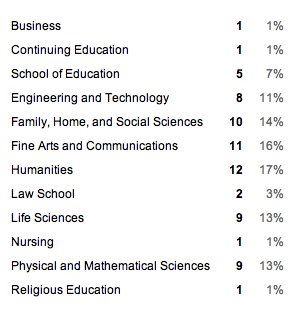 Business 1 1%
Continuing Education 1 1%
School of Education 5 7%
Engineering and Technology 8 11%
Family, Home, and Social Sciences 10 14%
Fine Arts and Communications 11 16%
Humanities 12 17%
Law School 2 3%
Life Sciences 9 13%
Nursing 1 1%
Physical and Mathematical Sciences 9 13%
Religious Education 1 1%